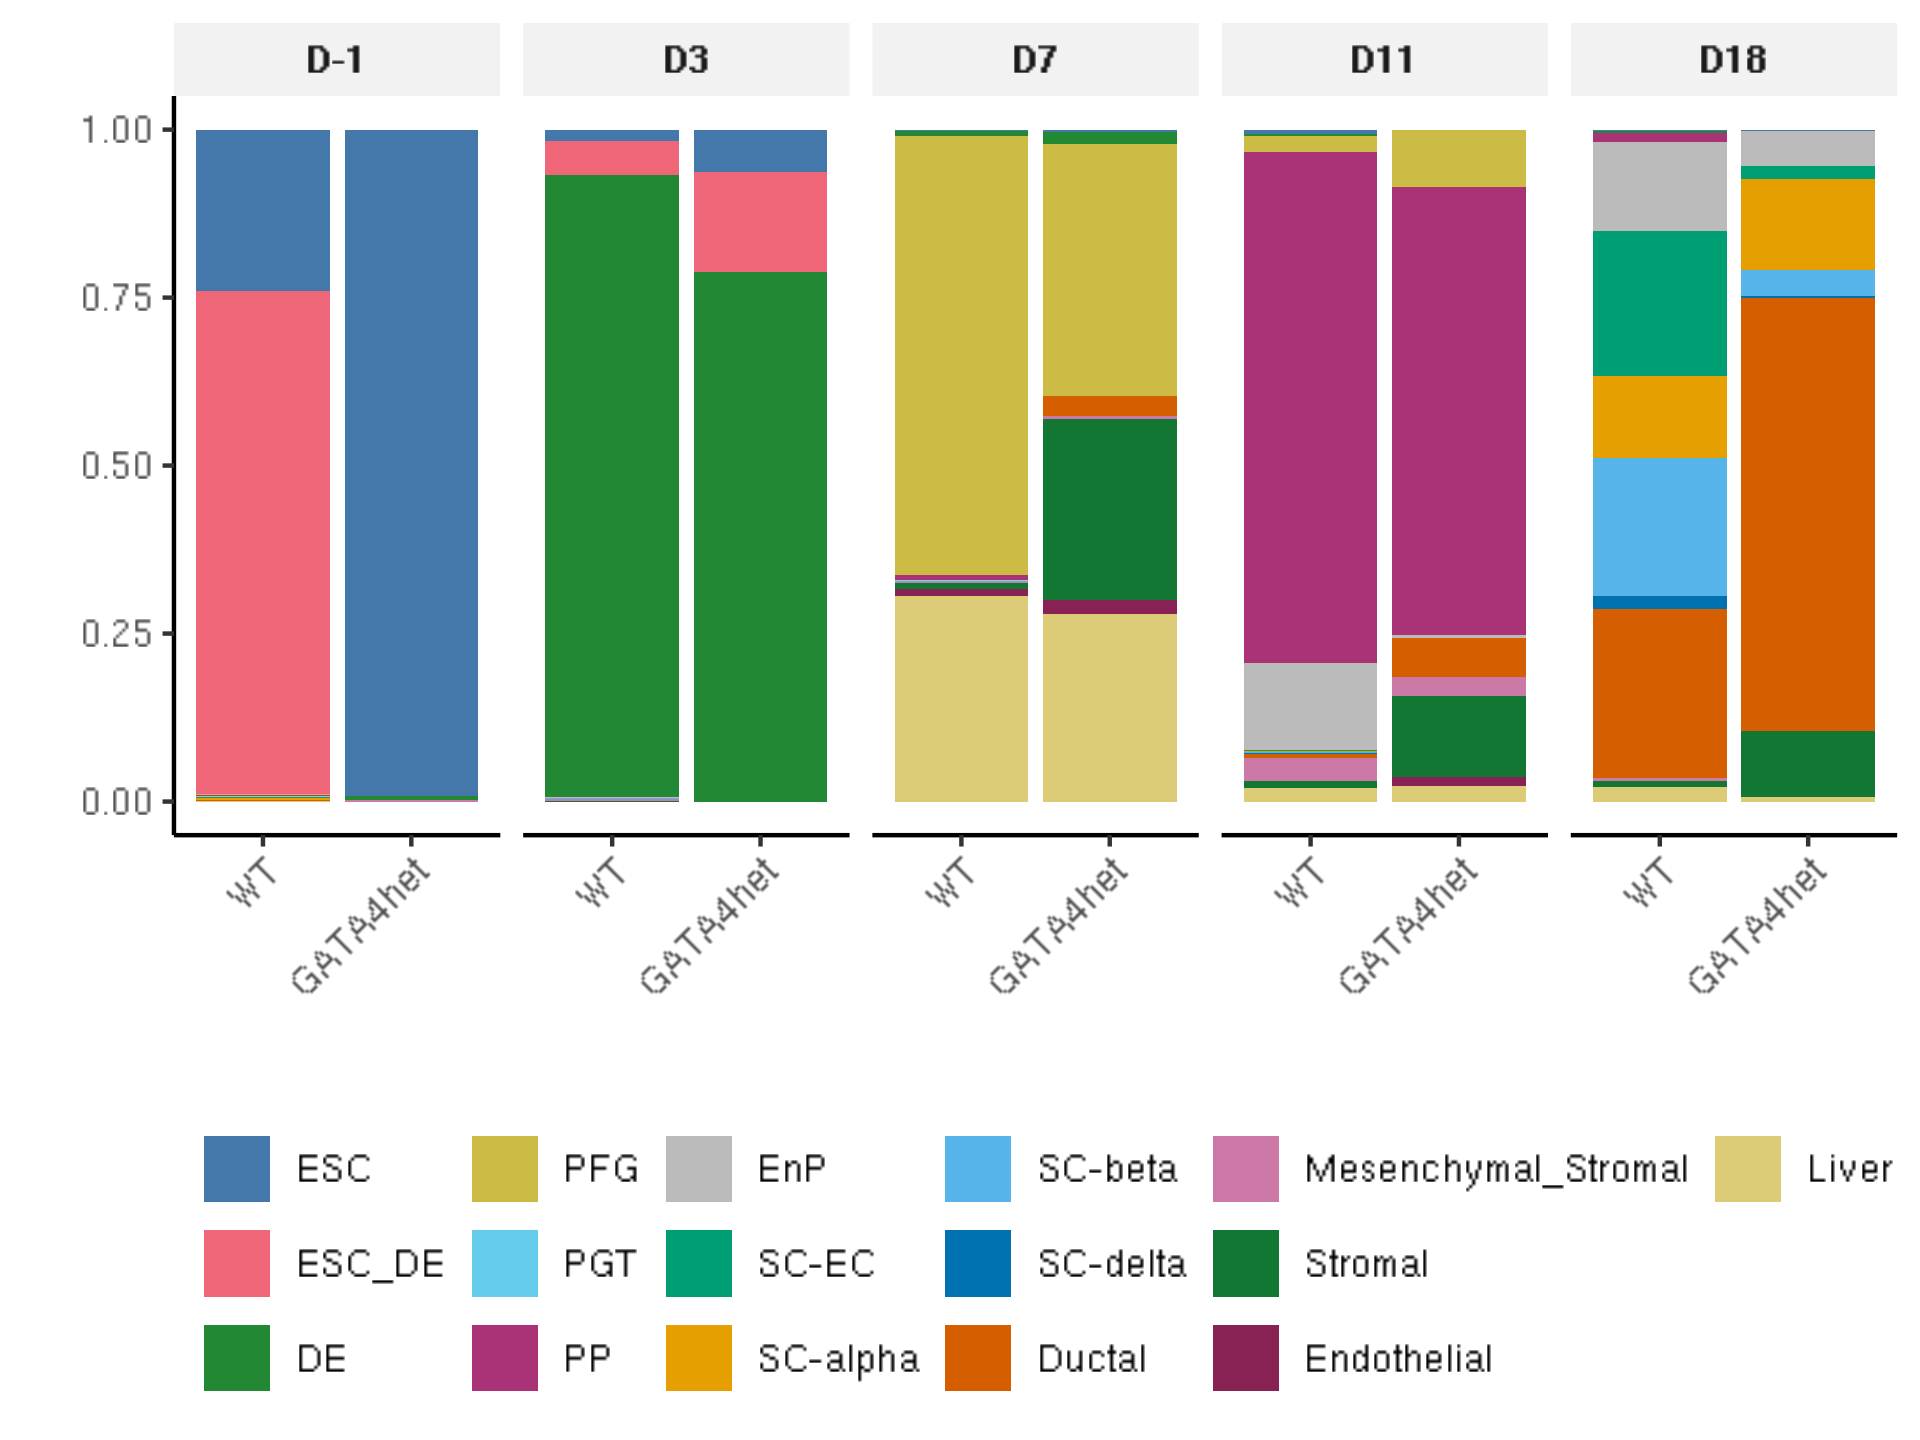 D-1 D3 D7 D11 D18
1.00
0.75
0.50
0.25
0.00
WT GATA4het WT GATA4het WT GATA4het WT GATA4het WT GATA4het
ESC PFG EnP SC-beta Mesenchymal_Stromal Liver
ESC_DE PGT SC-EC SC-delta Stromal
DE PP SC-alpha Ductal Endothelial